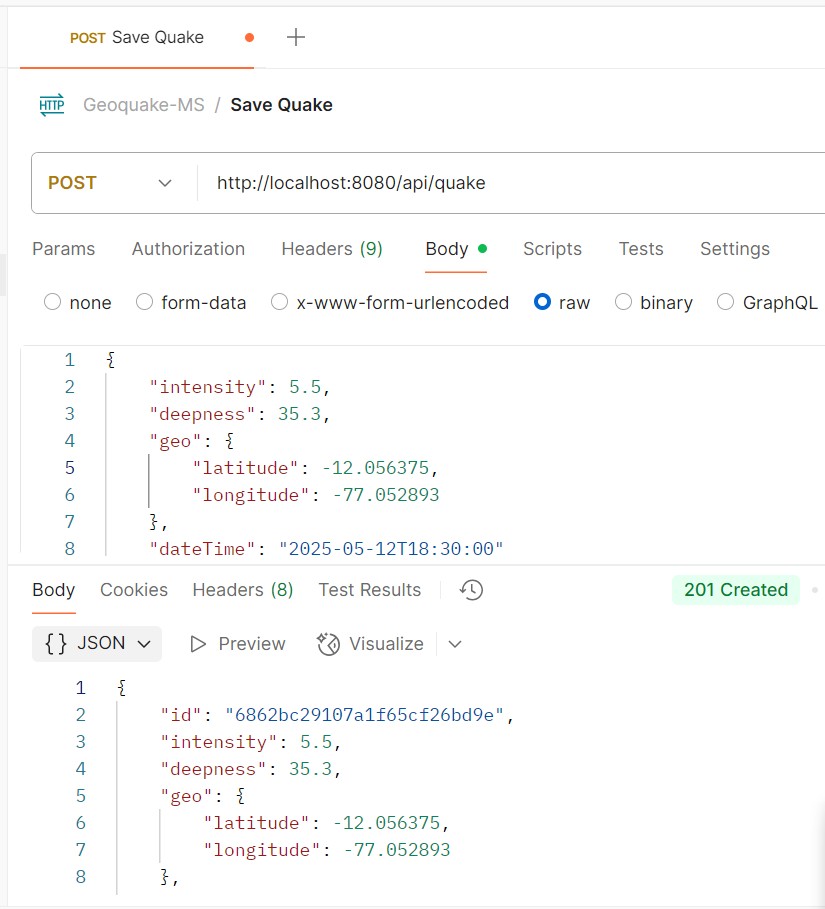 POST Save Quake
HTTP Geoquake-MS / Save Quake
POST http://localhost:8080/api/quake
Params Authorization Headers (9) Body Scripts Tests Settings
none form-data x-www-form-urlencoded raw binary GraphQL
1 {
2 "intensity": 5.5,
3 "deepness": 35.3,
4 "geo": {
5 "latitude": -12.056375,
6 "longitude": -77.052893
7 },
8 "dateTime": "2025-05-12T18:30:00"
Body Cookies Headers (8) Test Results 201 Created
{} JSON Preview Visualize
1 {
2 "id": "6862bc29107a1f65cf26bd9e",
3 "intensity": 5.5,
4 "deepness": 35.3,
5 "geo": {
6 "latitude": -12.056375,
7 "longitude": -77.052893
8 },